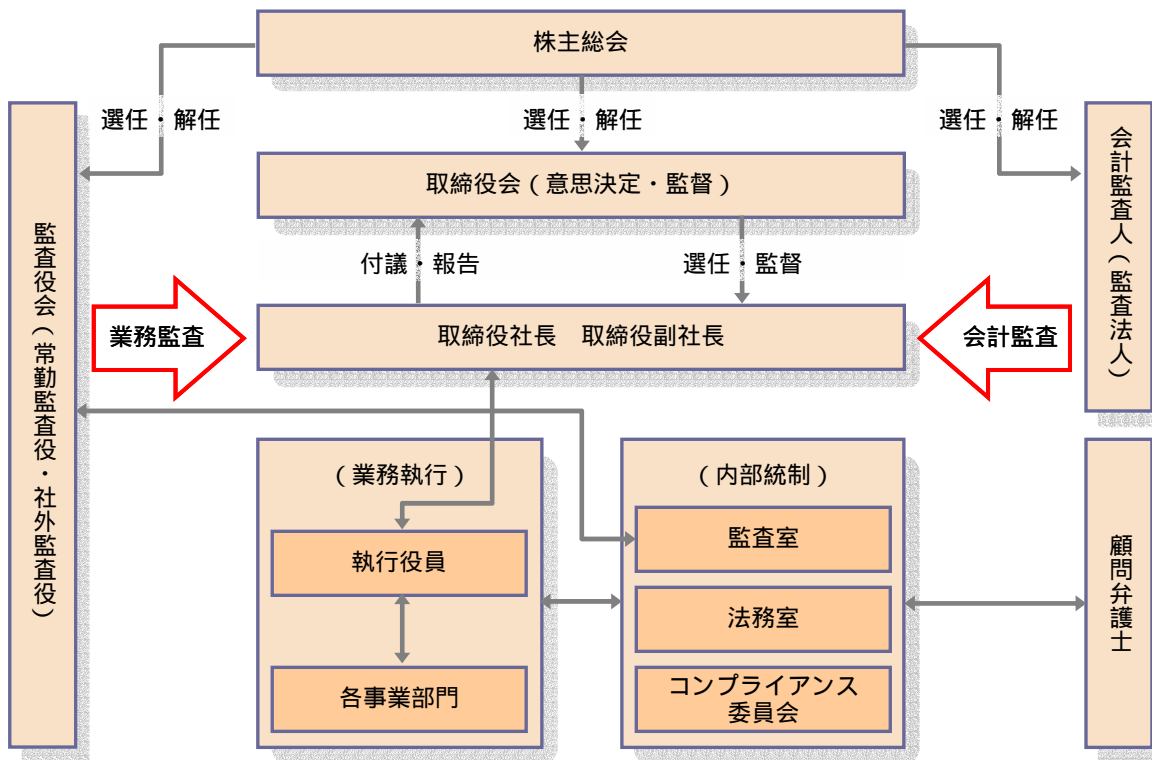 株主総会
選任・解任
選任・解任
選任・解任
取締役会（意思決定・監督）
付議・報告
選任・監督
監査役会（常勤監査役・社外監査役）
業務監査
取締役社長　取締役副社長
会計監査
会計監査人（監査法人）
（業務執行）
執行役員
各事業部門
（内部統制）
監査室
法務室
コンプライアンス
委員会
顧問弁護士